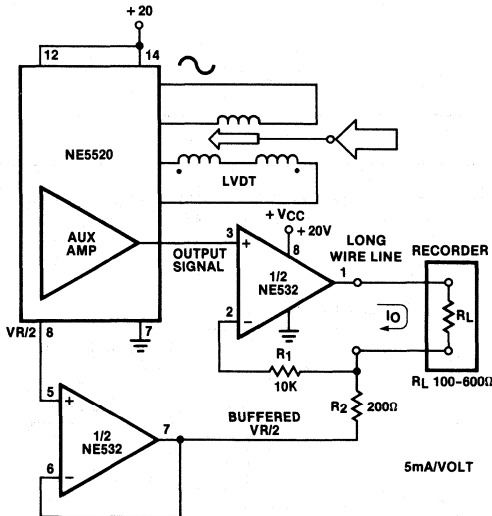 + 20
12
14
NE5520
LVDT
AUX
AMP
OUTPUT
SIGNAL
3
+
+VCC
+20V
8
1/2
NE532
1
2
−
LONG
WIRE LINE
RECORDER
IO
RL
RL 100-600Ω
R1
10K
R2 200Ω
VR/2
8
7
5
+
1/2
NE532
7
6
−
BUFFERED
VR/2
5mA/VOLT